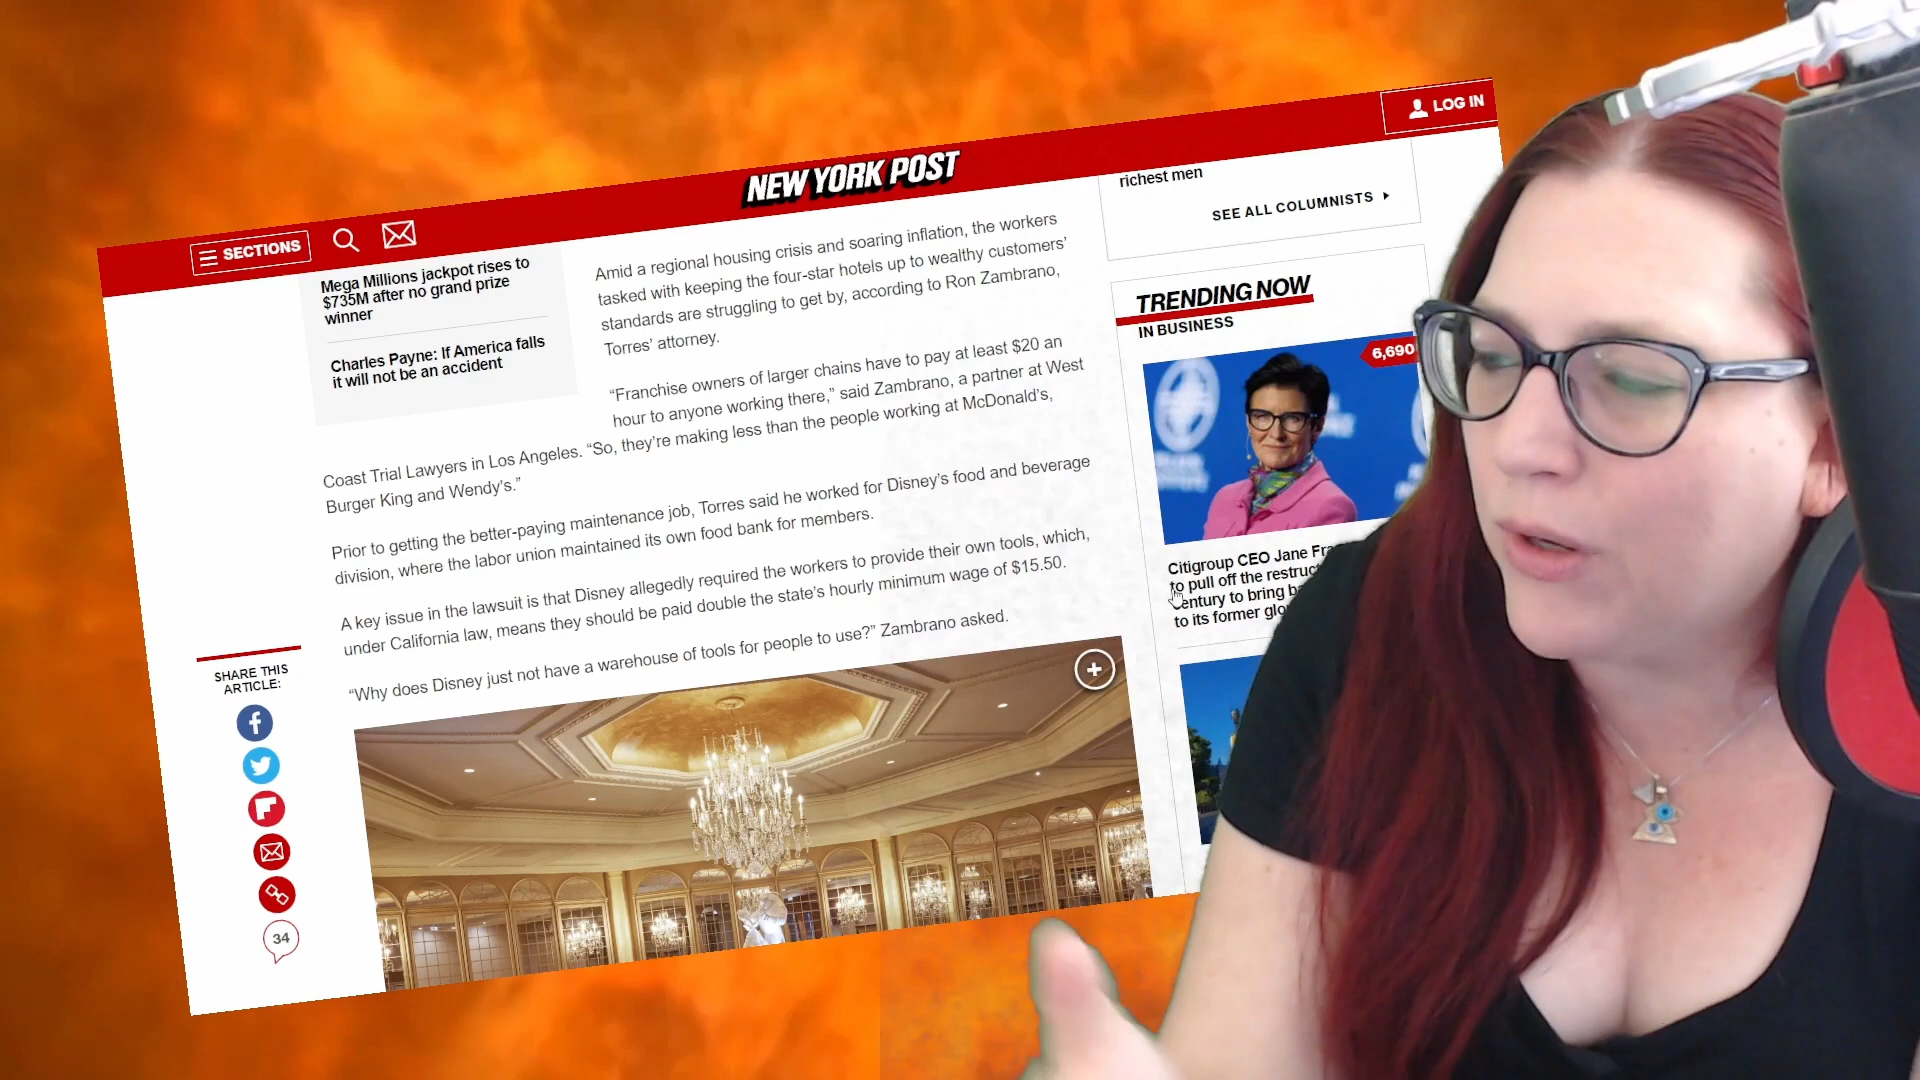 LOG IN
NEW YORK POST
SECTIONS
Mega Millions jackpot rises to
$735M after no grand prize
winner
Charles Payne: If America falls
it will not be an accident
Amid a regional housing crisis and soaring inflation, the workers
tasked with keeping the four-star hotels up to wealthy customers’
standards are struggling to get by, according to Ron Zambrano,
Torres’ attorney.
“Franchise owners of larger chains have to pay at least $20 an
hour to anyone working there,” said Zambrano, a partner at West
Coast Trial Lawyers in Los Angeles. “So, they’re making less than the people working at McDonald’s,
Burger King and Wendy’s.”
Prior to getting the better-paying maintenance job, Torres said he worked for Disney’s food and beverage
division, where the labor union maintained its own food bank for members.
A key issue in the lawsuit is that Disney allegedly required the workers to provide their own tools, which,
under California law, means they should be paid double the state’s hourly minimum wage of $15.50.
“Why does Disney just not have a warehouse of tools for people to use?” Zambrano asked.
SHARE THIS
ARTICLE:
34
richest men
SEE ALL COLUMNISTS
TRENDING NOW
IN BUSINESS
6,690
Citigroup CEO Jane
to pull off the
century to bring
to its former